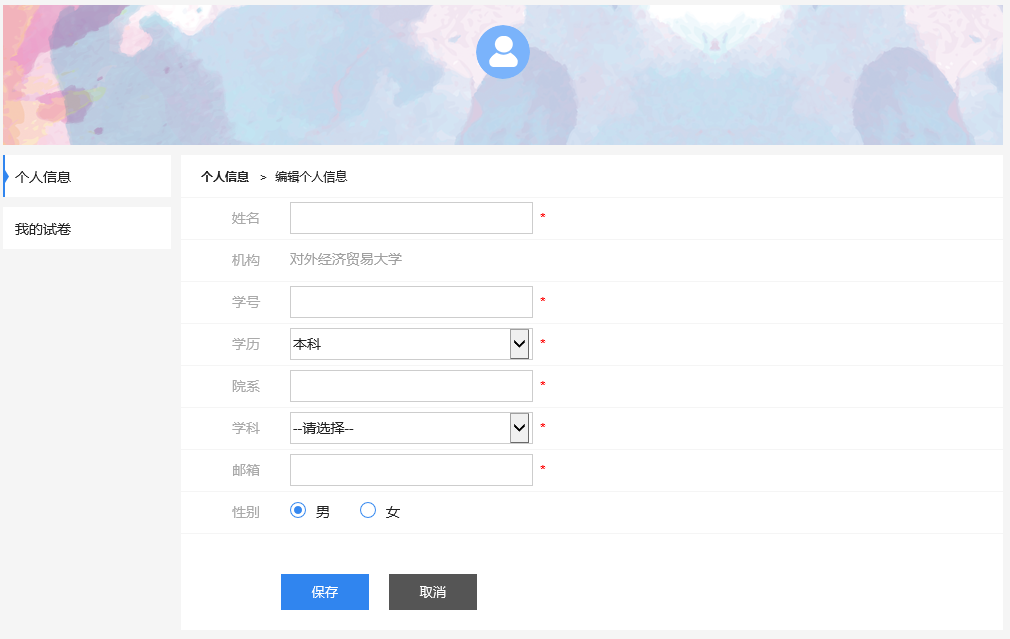 个人信息
我的试卷
个人信息 > 编辑个人信息
姓名 *
机构 对外经济贸易大学
学号 *
学历 本科 *
院系 *
学科 --请选择-- *
邮箱 *
性别 男 女
保存 取消